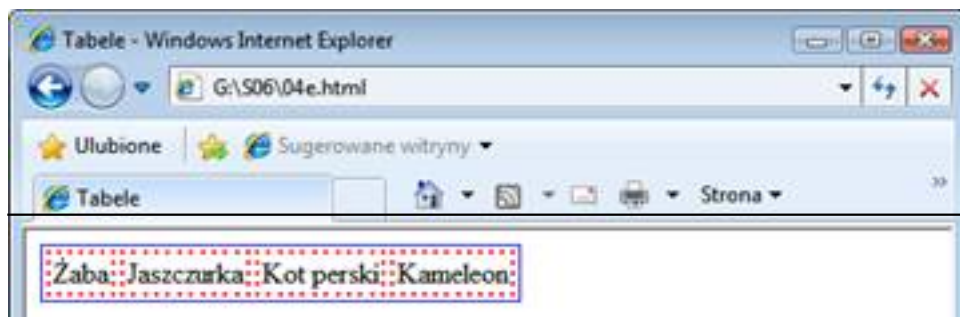 Tabele - Windows Internet Explorer
G:\S06\04e.html
Ulubione Sugerowane witryny
Tabele Strona »
Żaba Jaszczurka Kot perski Kameleon